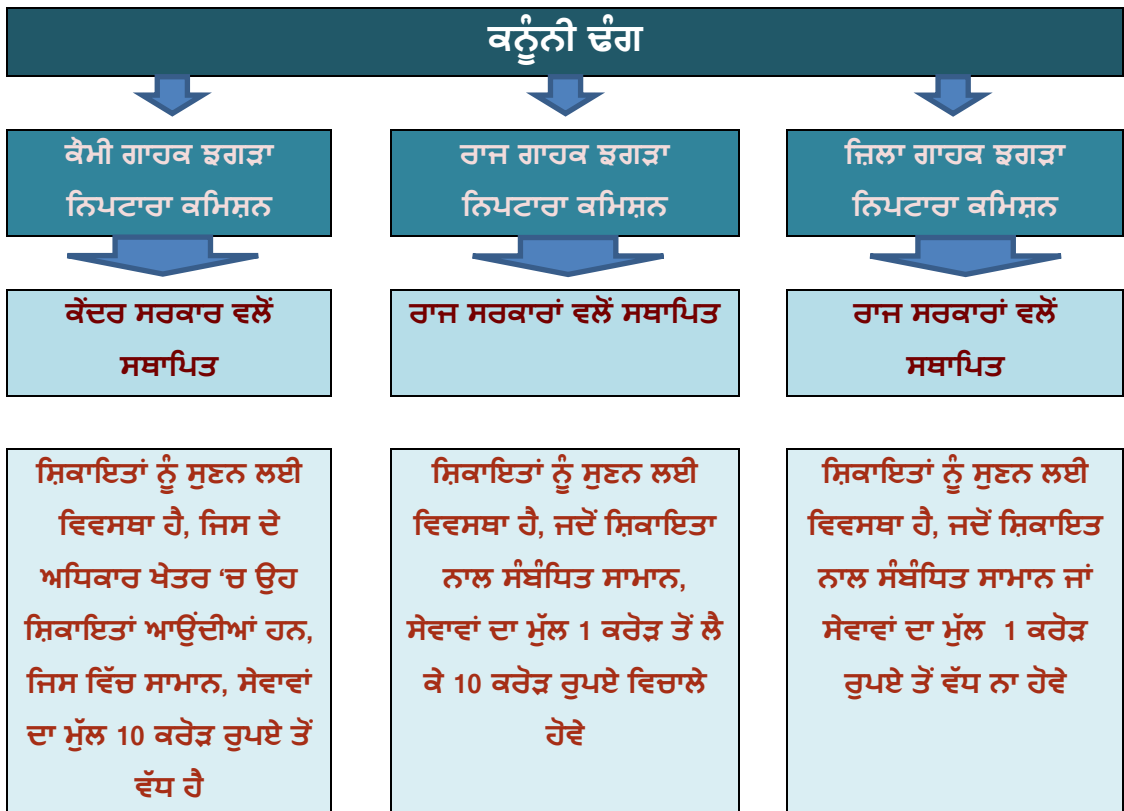 ਕਨੂੰਨੀ ਢੰਗ
ਕੌਮੀ ਗਾਹਕ ਝਗੜਾ
ਨਿਪਟਾਰਾ ਕਮਿਸ਼ਨ
ਰਾਜ ਗਾਹਕ ਝਗੜਾ
ਨਿਪਟਾਰਾ ਕਮਿਸ਼ਨ
ਜ਼ਿਲਾ ਗਾਹਕ ਝਗੜਾ
ਨਿਪਟਾਰਾ ਕਮਿਸ਼ਨ
ਕੇਂਦਰ ਸਰਕਾਰ ਵਲੋਂ
ਸਥਾਪਿਤ
ਰਾਜ ਸਰਕਾਰਾਂ ਵਲੋਂ ਸਥਾਪਿਤ
ਰਾਜ ਸਰਕਾਰਾਂ ਵਲੋਂ
ਸਥਾਪਿਤ
ਸ਼ਿਕਾਇਤਾਂ ਨੂੰ ਸੁਣਨ ਲਈ
ਵਿਵਸਥਾ ਹੈ, ਜਿਸ ਦੇ
ਅਧਿਕਾਰ ਖੇਤਰ ‘ਚ ਉਹ
ਸ਼ਿਕਾਇਤਾਂ ਆਉਂਦੀਆਂ ਹਨ,
ਜਿਸ ਵਿੱਚ ਸਾਮਾਨ, ਸੇਵਾਵਾਂ
ਦਾ ਮੁੱਲ 10 ਕਰੋੜ ਰੁਪਏ ਤੋਂ
ਵੱਧ ਹੈ
ਸ਼ਿਕਾਇਤਾਂ ਨੂੰ ਸੁਣਨ ਲਈ
ਵਿਵਸਥਾ ਹੈ, ਜਦੋਂ ਸ਼ਿਕਾਇਤਾ
ਨਾਲ ਸੰਬੰਧਿਤ ਸਾਮਾਨ,
ਸੇਵਾਵਾਂ ਦਾ ਮੁੱਲ 1 ਕਰੋੜ ਤੋਂ ਲੈ
ਕੇ 10 ਕਰੋੜ ਰੁਪਏ ਵਿਚਾਲੇ
ਹੋਵੇ
ਸ਼ਿਕਾਇਤਾਂ ਨੂੰ ਸੁਣਨ ਲਈ
ਵਿਵਸਥਾ ਹੈ, ਜਦੋਂ ਸ਼ਿਕਾਇਤ
ਨਾਲ ਸੰਬੰਧਿਤ ਸਾਮਾਨ ਜਾਂ
ਸੇਵਾਵਾਂ ਦਾ ਮੁੱਲ 1 ਕਰੋੜ
ਰੁਪਏ ਤੋਂ ਵੱਧ ਨਾ ਹੋਵੇ